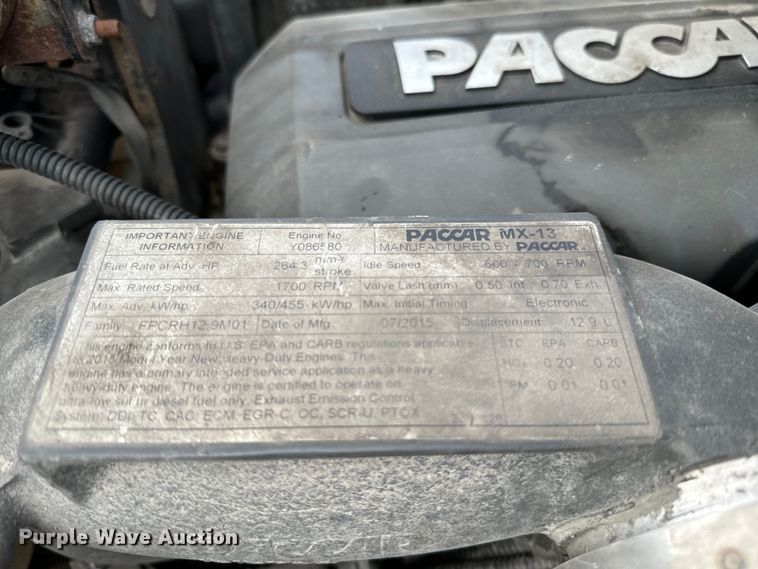 PACCA
IMPORTANT ENGINE INFORMATION
Engine No
Y086580
PACCAR MX-13
MANUFACTURED BY PACCAR
Fuel Rate at Adv. HP 264.3 mm³/ stroke Idle Speed 600 - 700 RPM
Max. Rated Speed 1700 RPM Valve Lash (mm) 0.50 Int. 0.70 Exh.
Max. Adv. kW/hp 340/455 kW/hp Max. Initial Timing Electronic
Family FPCRH12.9M01 Date of Mfg. 07/2015 Displacement 12.9 L
This engine conforms to U.S. EPA and CARB regulations applicable
to 2015 Model Year New Heavy-Duty Engines. This
engine has a primary intended service application as a heavy
heavy-duty engine. The engine is certified to operate on
ultra-low sulfur diesel fuel only. Exhaust Emission Control
System: DDI, TC, CAC, ECM, EGR-C, OC, SCR-U, PTOX
STD EPA CARB
NOx 0.20 0.20
PM 0.01 0.01
Purple Wave Auction